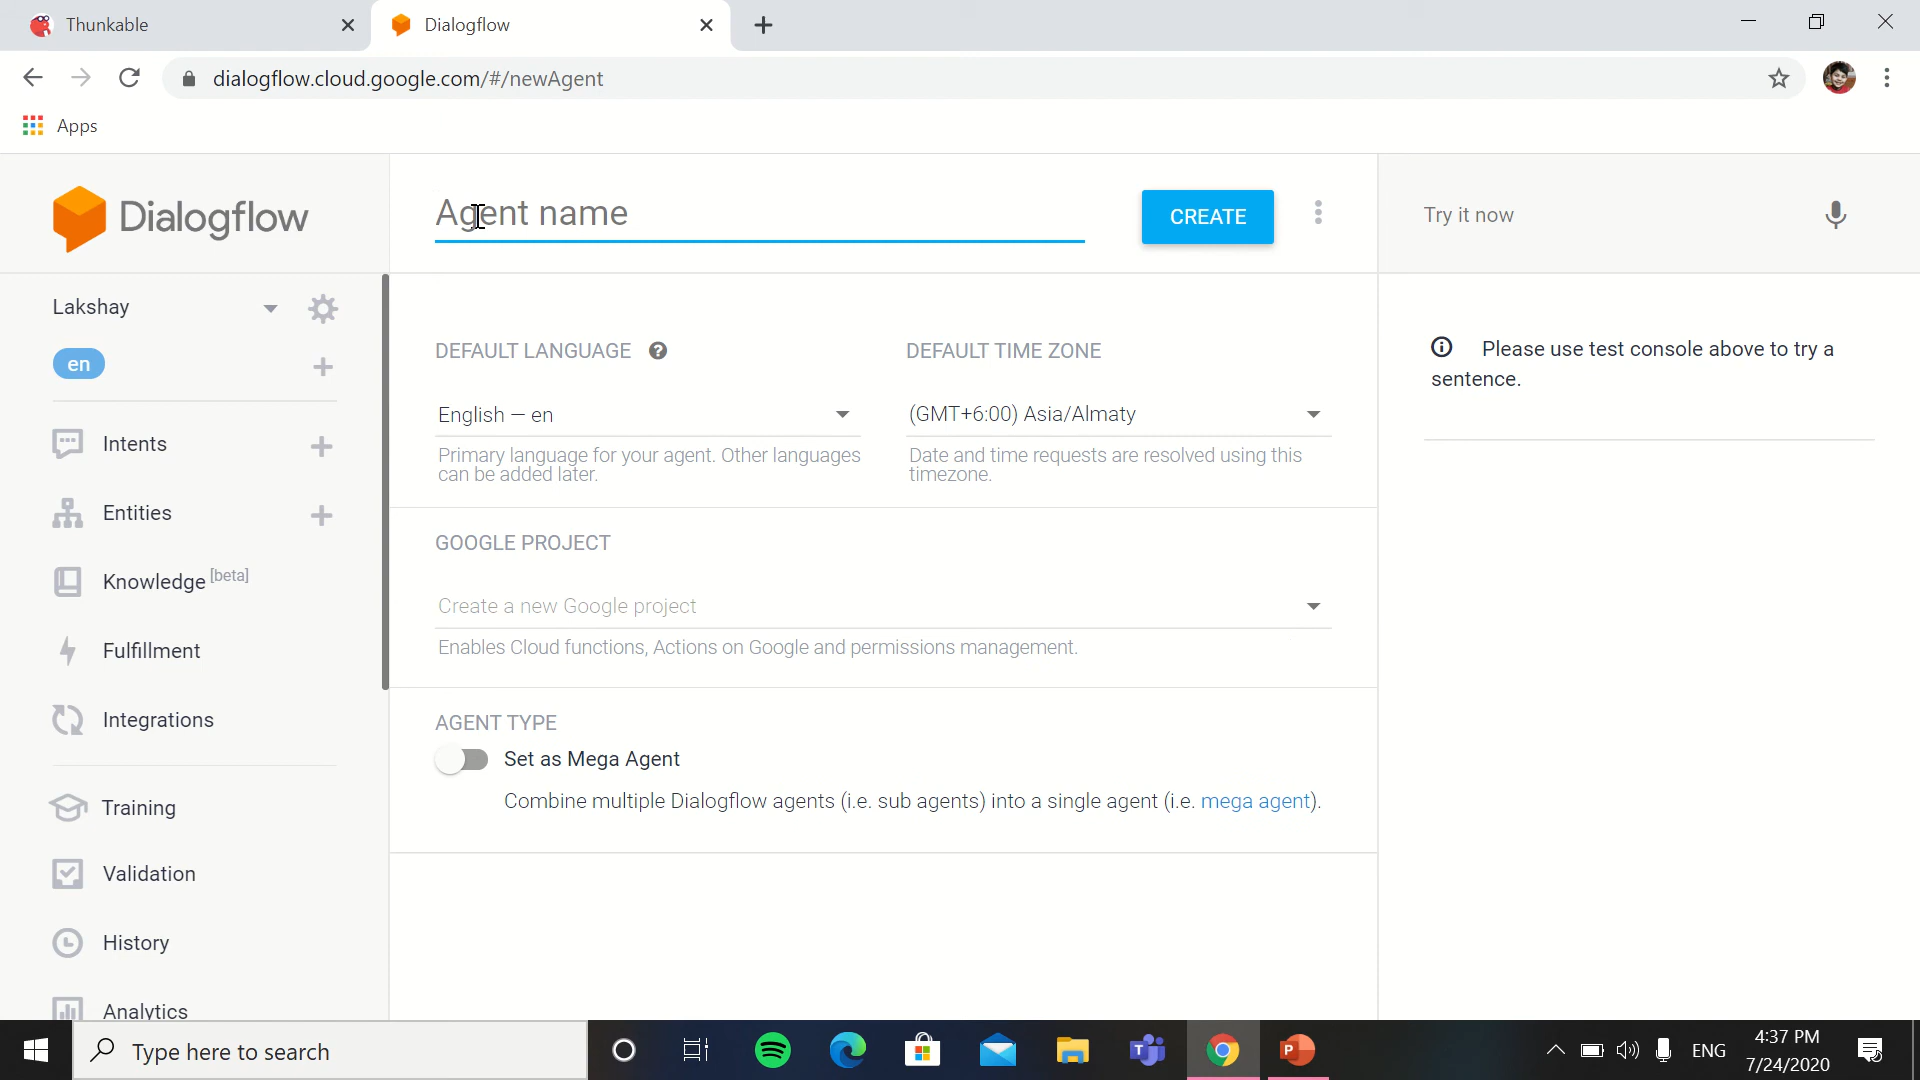 Thunkable
Dialogflow
dialogflow.cloud.google.com/#/newAgent
Apps
Dialogflow
Agent name
CREATE
Try it now
Lakshay
en
Intents
Entities
Knowledge [beta]
Fulfillment
Integrations
Training
Validation
History
Analytics
DEFAULT LANGUAGE
English — en
Primary language for your agent. Other languages
can be added later.
DEFAULT TIME ZONE
(GMT+6:00) Asia/Almaty
Date and time requests are resolved using this
timezone.
GOOGLE PROJECT
Create a new Google project
Enables Cloud functions, Actions on Google and permissions management.
AGENT TYPE
Set as Mega Agent
Combine multiple Dialogflow agents (i.e. sub agents) into a single agent (i.e. mega agent).
Please use test console above to try a
sentence.
Type here to search
ENG
4:37 PM
7/24/2020